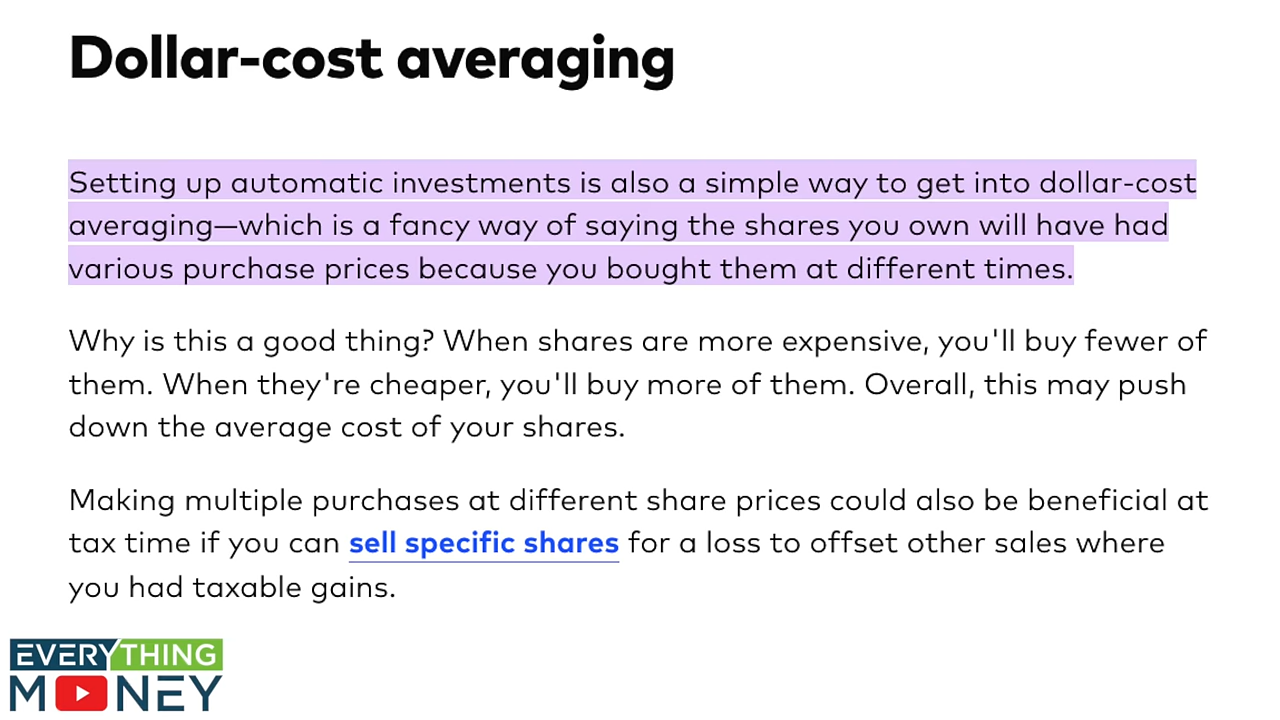 Dollar-cost averaging
Setting up automatic investments is also a simple way to get into dollar-cost
averaging—which is a fancy way of saying the shares you own will have had
various purchase prices because you bought them at different times.
Why is this a good thing? When shares are more expensive, you'll buy fewer of
them. When they're cheaper, you'll buy more of them. Overall, this may push
down the average cost of your shares.
Making multiple purchases at different share prices could also be beneficial at
tax time if you can sell specific shares for a loss to offset other sales where
you had taxable gains.
EVERYTHING
MONEY